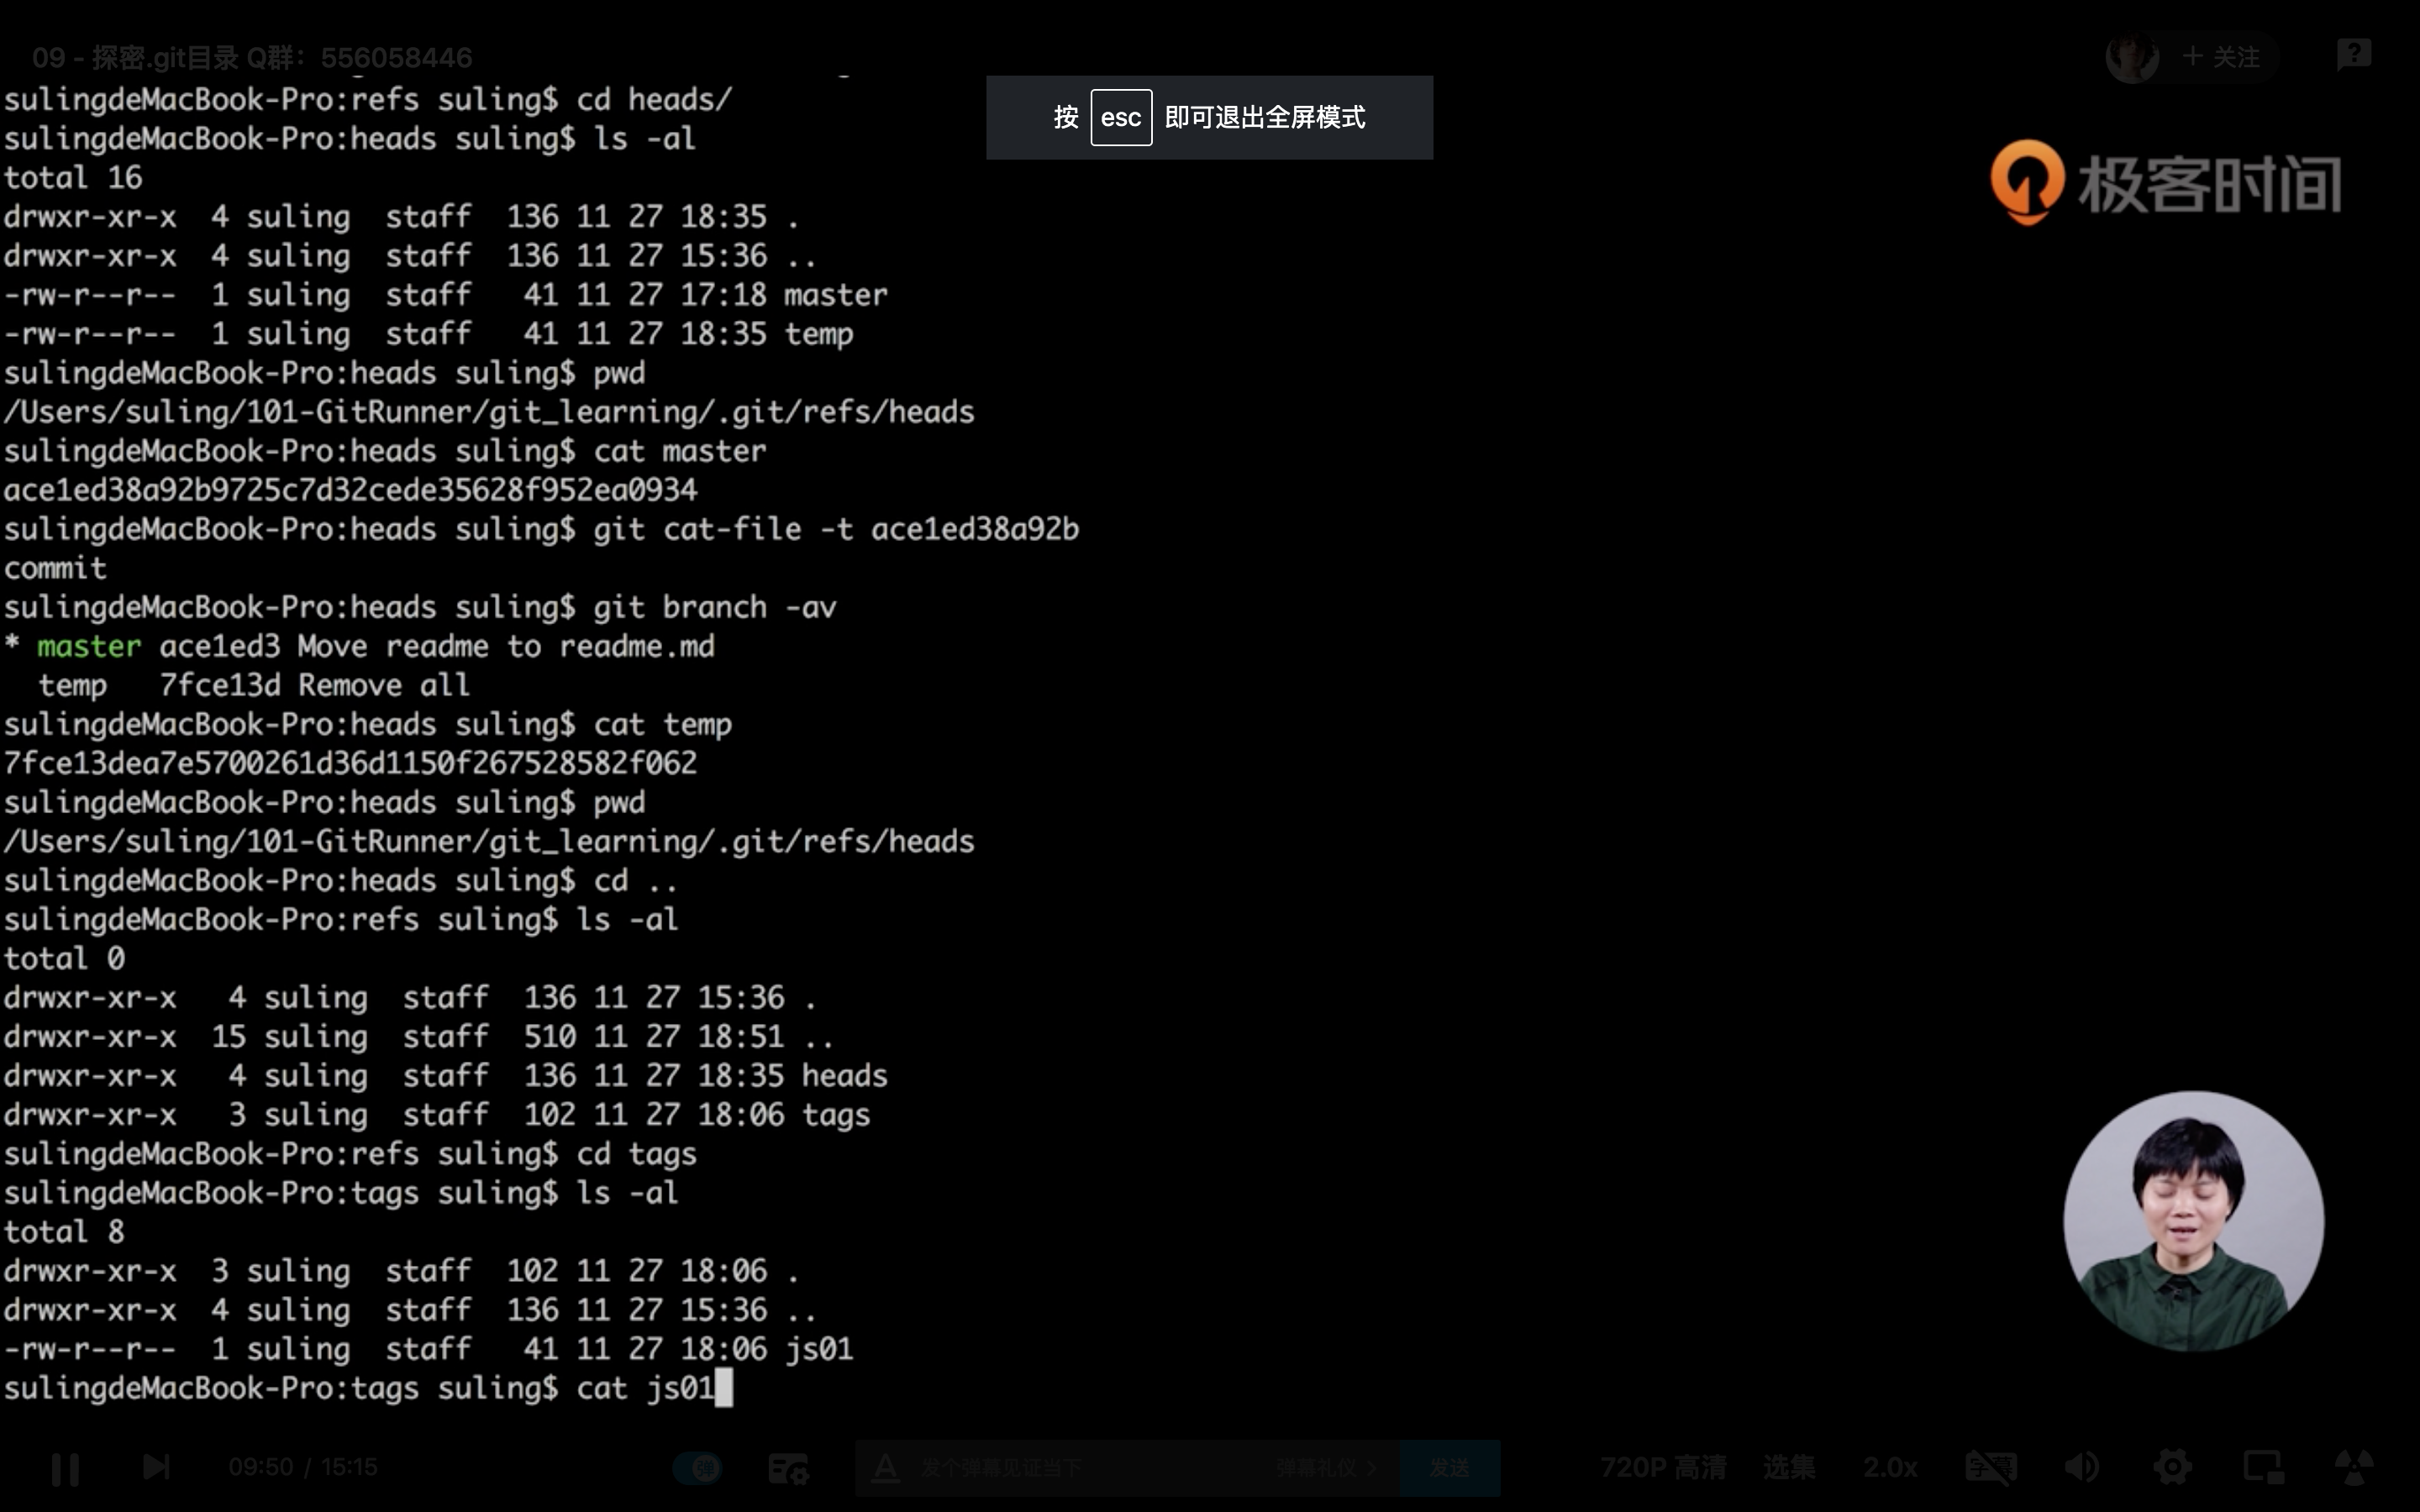 09 - 探密.git目录 Q群：556058446
+ 关注
sulingdeMacBook-Pro:refs suling$ cd heads/
按 esc 即可退出全屏模式
sulingdeMacBook-Pro:heads suling$ ls -al
极客时间
total 16
drwxr-xr-x  4 suling  staff  136 11 27 18:35 .
drwxr-xr-x  4 suling  staff  136 11 27 15:36 ..
-rw-r--r--  1 suling  staff   41 11 27 17:18 master
-rw-r--r--  1 suling  staff   41 11 27 18:35 temp
sulingdeMacBook-Pro:heads suling$ pwd
/Users/suling/101-GitRunner/git_learning/.git/refs/heads
sulingdeMacBook-Pro:heads suling$ cat master
ace1ed38a92b9725c7d32cede35628f952ea0934
sulingdeMacBook-Pro:heads suling$ git cat-file -t ace1ed38a92b
commit
sulingdeMacBook-Pro:heads suling$ git branch -av
* master ace1ed3 Move readme to readme.md
  temp   7fce13d Remove all
sulingdeMacBook-Pro:heads suling$ cat temp
7fce13dea7e5700261d36d1150f267528582f062
sulingdeMacBook-Pro:heads suling$ pwd
/Users/suling/101-GitRunner/git_learning/.git/refs/heads
sulingdeMacBook-Pro:heads suling$ cd ..
sulingdeMacBook-Pro:refs suling$ ls -al
total 0
drwxr-xr-x   4 suling  staff  136 11 27 15:36 .
drwxr-xr-x  15 suling  staff  510 11 27 18:51 ..
drwxr-xr-x   4 suling  staff  136 11 27 18:35 heads
drwxr-xr-x   3 suling  staff  102 11 27 18:06 tags
sulingdeMacBook-Pro:refs suling$ cd tags
sulingdeMacBook-Pro:tags suling$ ls -al
total 8
drwxr-xr-x  3 suling  staff  102 11 27 18:06 .
drwxr-xr-x  4 suling  staff  136 11 27 15:36 ..
-rw-r--r--  1 suling  staff   41 11 27 18:06 js01
sulingdeMacBook-Pro:tags suling$ cat js01
09:50 / 15:15 弹 A 发个弹幕见证当下 弹幕礼仪 > 发送 720P 高清 选集 2.0x 字幕